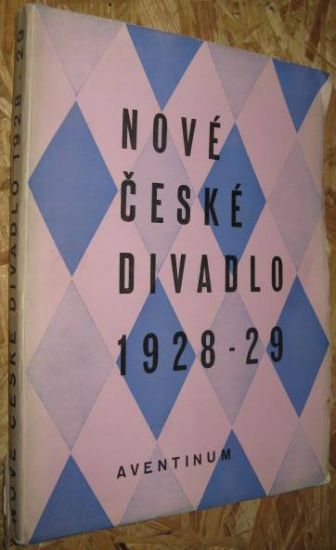 NOVÉ
ČESKÉ
DIVADLO
1928-29
AVENTINUM
NOVÉ ČESKÉ DIVADLO 1928-29